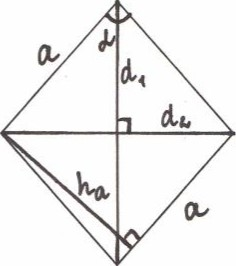 a
α
d₁
d₂
hₐ
a